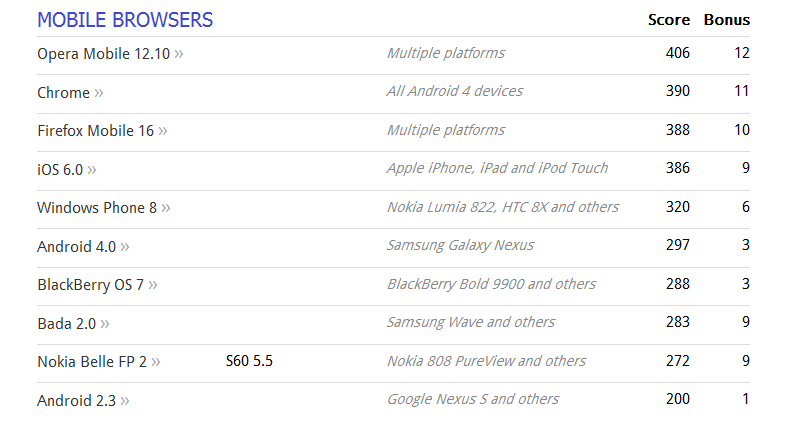 MOBILE BROWSERS Score Bonus
Opera Mobile 12.10 » Multiple platforms 406 12
Chrome » All Android 4 devices 390 11
Firefox Mobile 16 » Multiple platforms 388 10
iOS 6.0 » Apple iPhone, iPad and iPod Touch 386 9
Windows Phone 8 » Nokia Lumia 822, HTC 8X and others 320 6
Android 4.0 » Samsung Galaxy Nexus 297 3
BlackBerry OS 7 » BlackBerry Bold 9900 and others 288 3
Bada 2.0 » Samsung Wave and others 283 9
Nokia Belle FP 2 » S60 5.5 Nokia 808 PureView and others 272 9
Android 2.3 » Google Nexus S and others 200 1